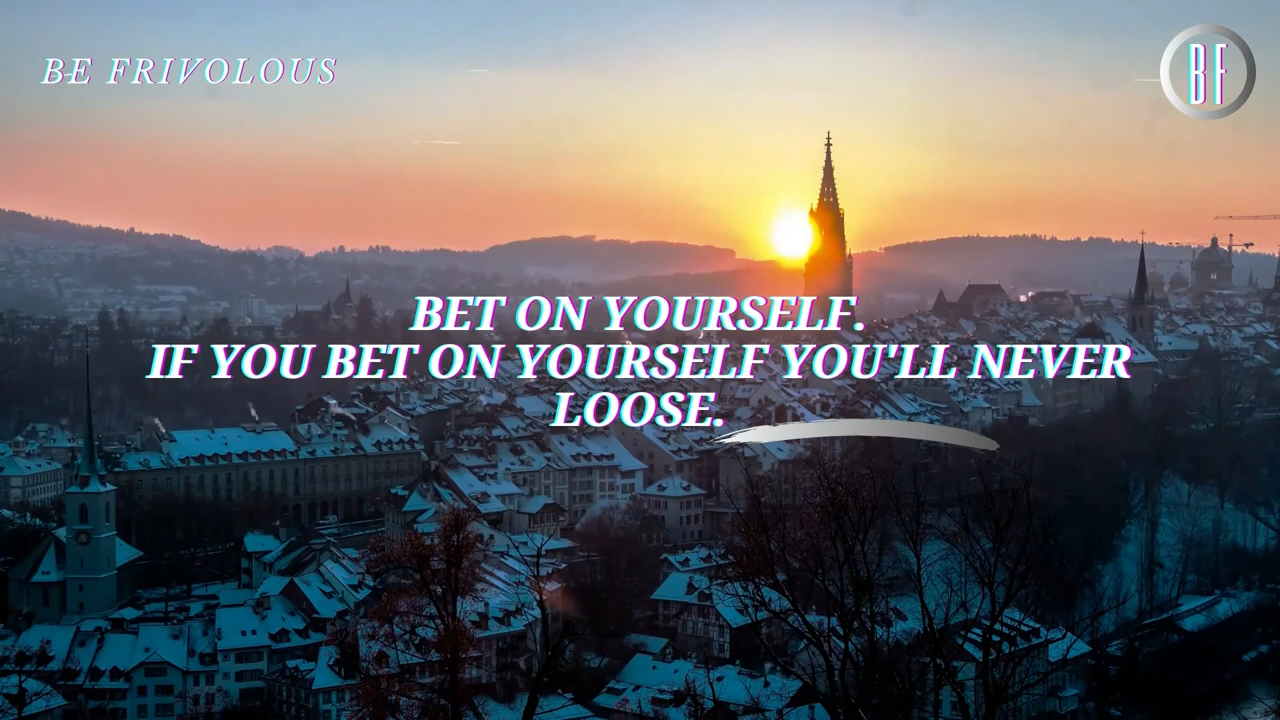 BE FRIVOLOUS
BF
BET ON YOURSELF.
IF YOU BET ON YOURSELF YOU'LL NEVER
LOOSE.